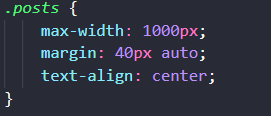 .posts {
    max-width: 1000px;
    margin: 40px auto;
    text-align: center;
}